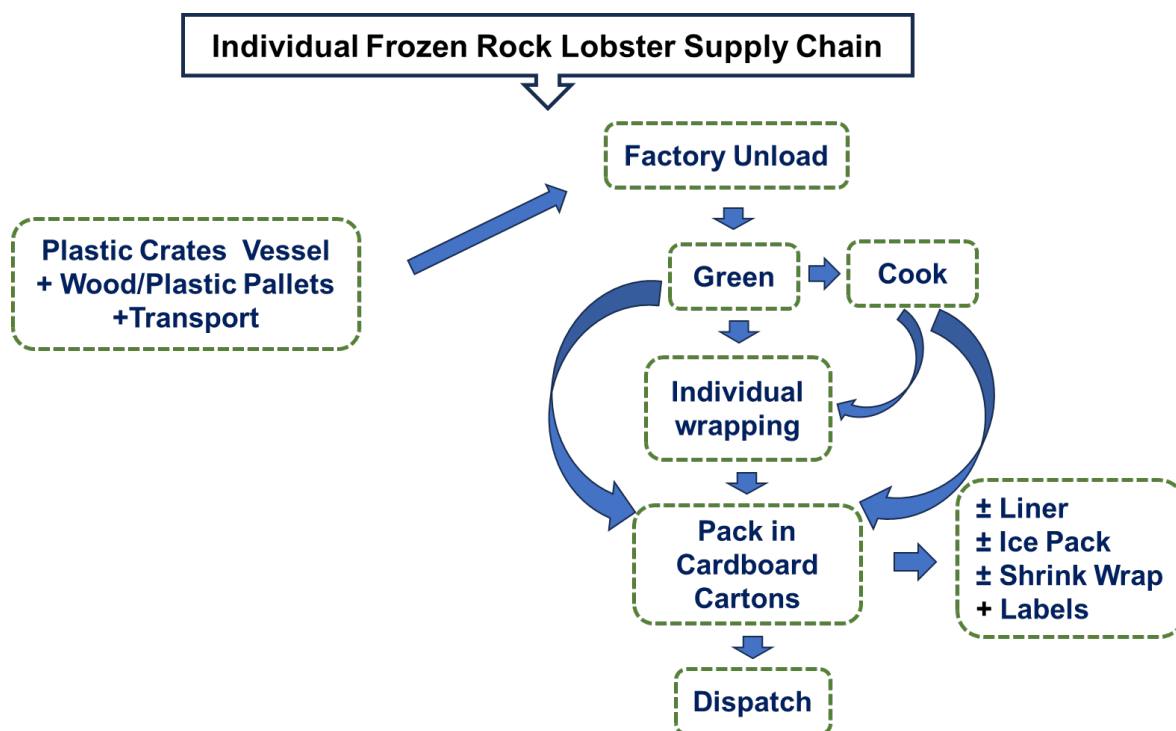 Individual Frozen Rock Lobster Supply Chain
Factory Unload
Plastic Crates Vessel
+ Wood/Plastic Pallets
+Transport
Green
Cook
Individual
wrapping
Pack in
Cardboard
Cartons
± Liner
± Ice Pack
± Shrink Wrap
+ Labels
Dispatch